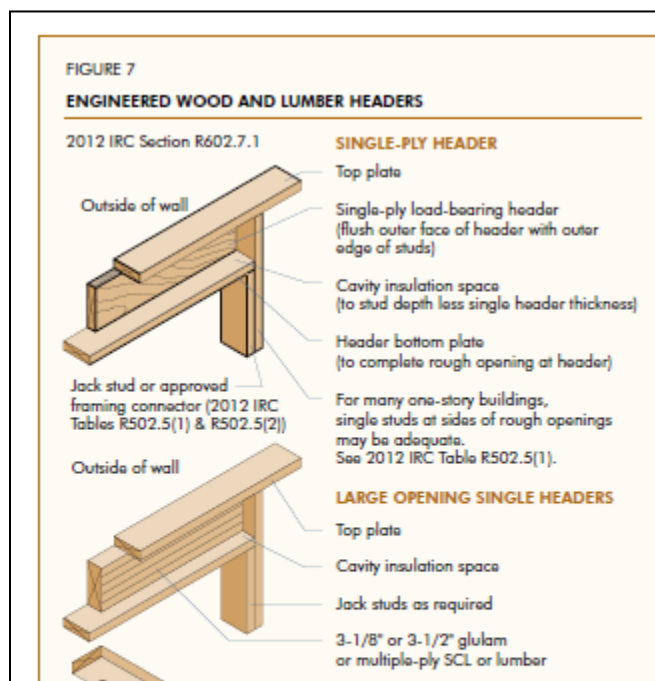 FIGURE 7
ENGINEERED WOOD AND LUMBER HEADERS
2012 IRC Section R602.7.1
Outside of wall
Jack stud or approved
framing connector (2012 IRC
Tables R502.5(1) & R502.5(2))
SINGLE-PLY HEADER
Top plate
Single-ply load-bearing header
(flush outer face of header with outer
edge of studs)
Cavity insulation space
(to stud depth less single header thickness)
Header bottom plate
(to complete rough opening at header)
For many one-story buildings,
single studs at sides of rough openings
may be adequate.
See 2012 IRC Table R502.5(1).
Outside of wall
LARGE OPENING SINGLE HEADERS
Top plate
Cavity insulation space
Jack studs as required
3-1/8" or 3-1/2" glulam
or multiple-ply SCL or lumber